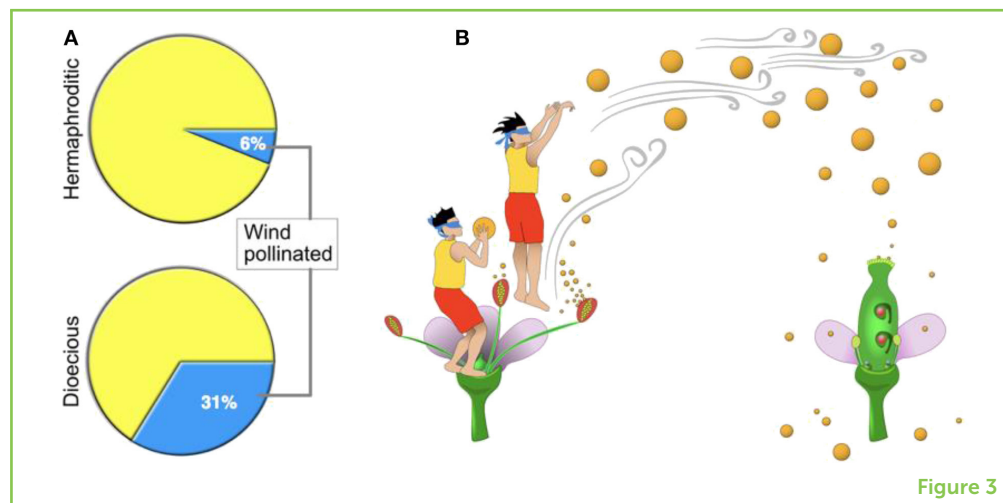 A
B
Hermaphroditic
6%
Wind
pollinated
Dioecious
31%
Figure 3